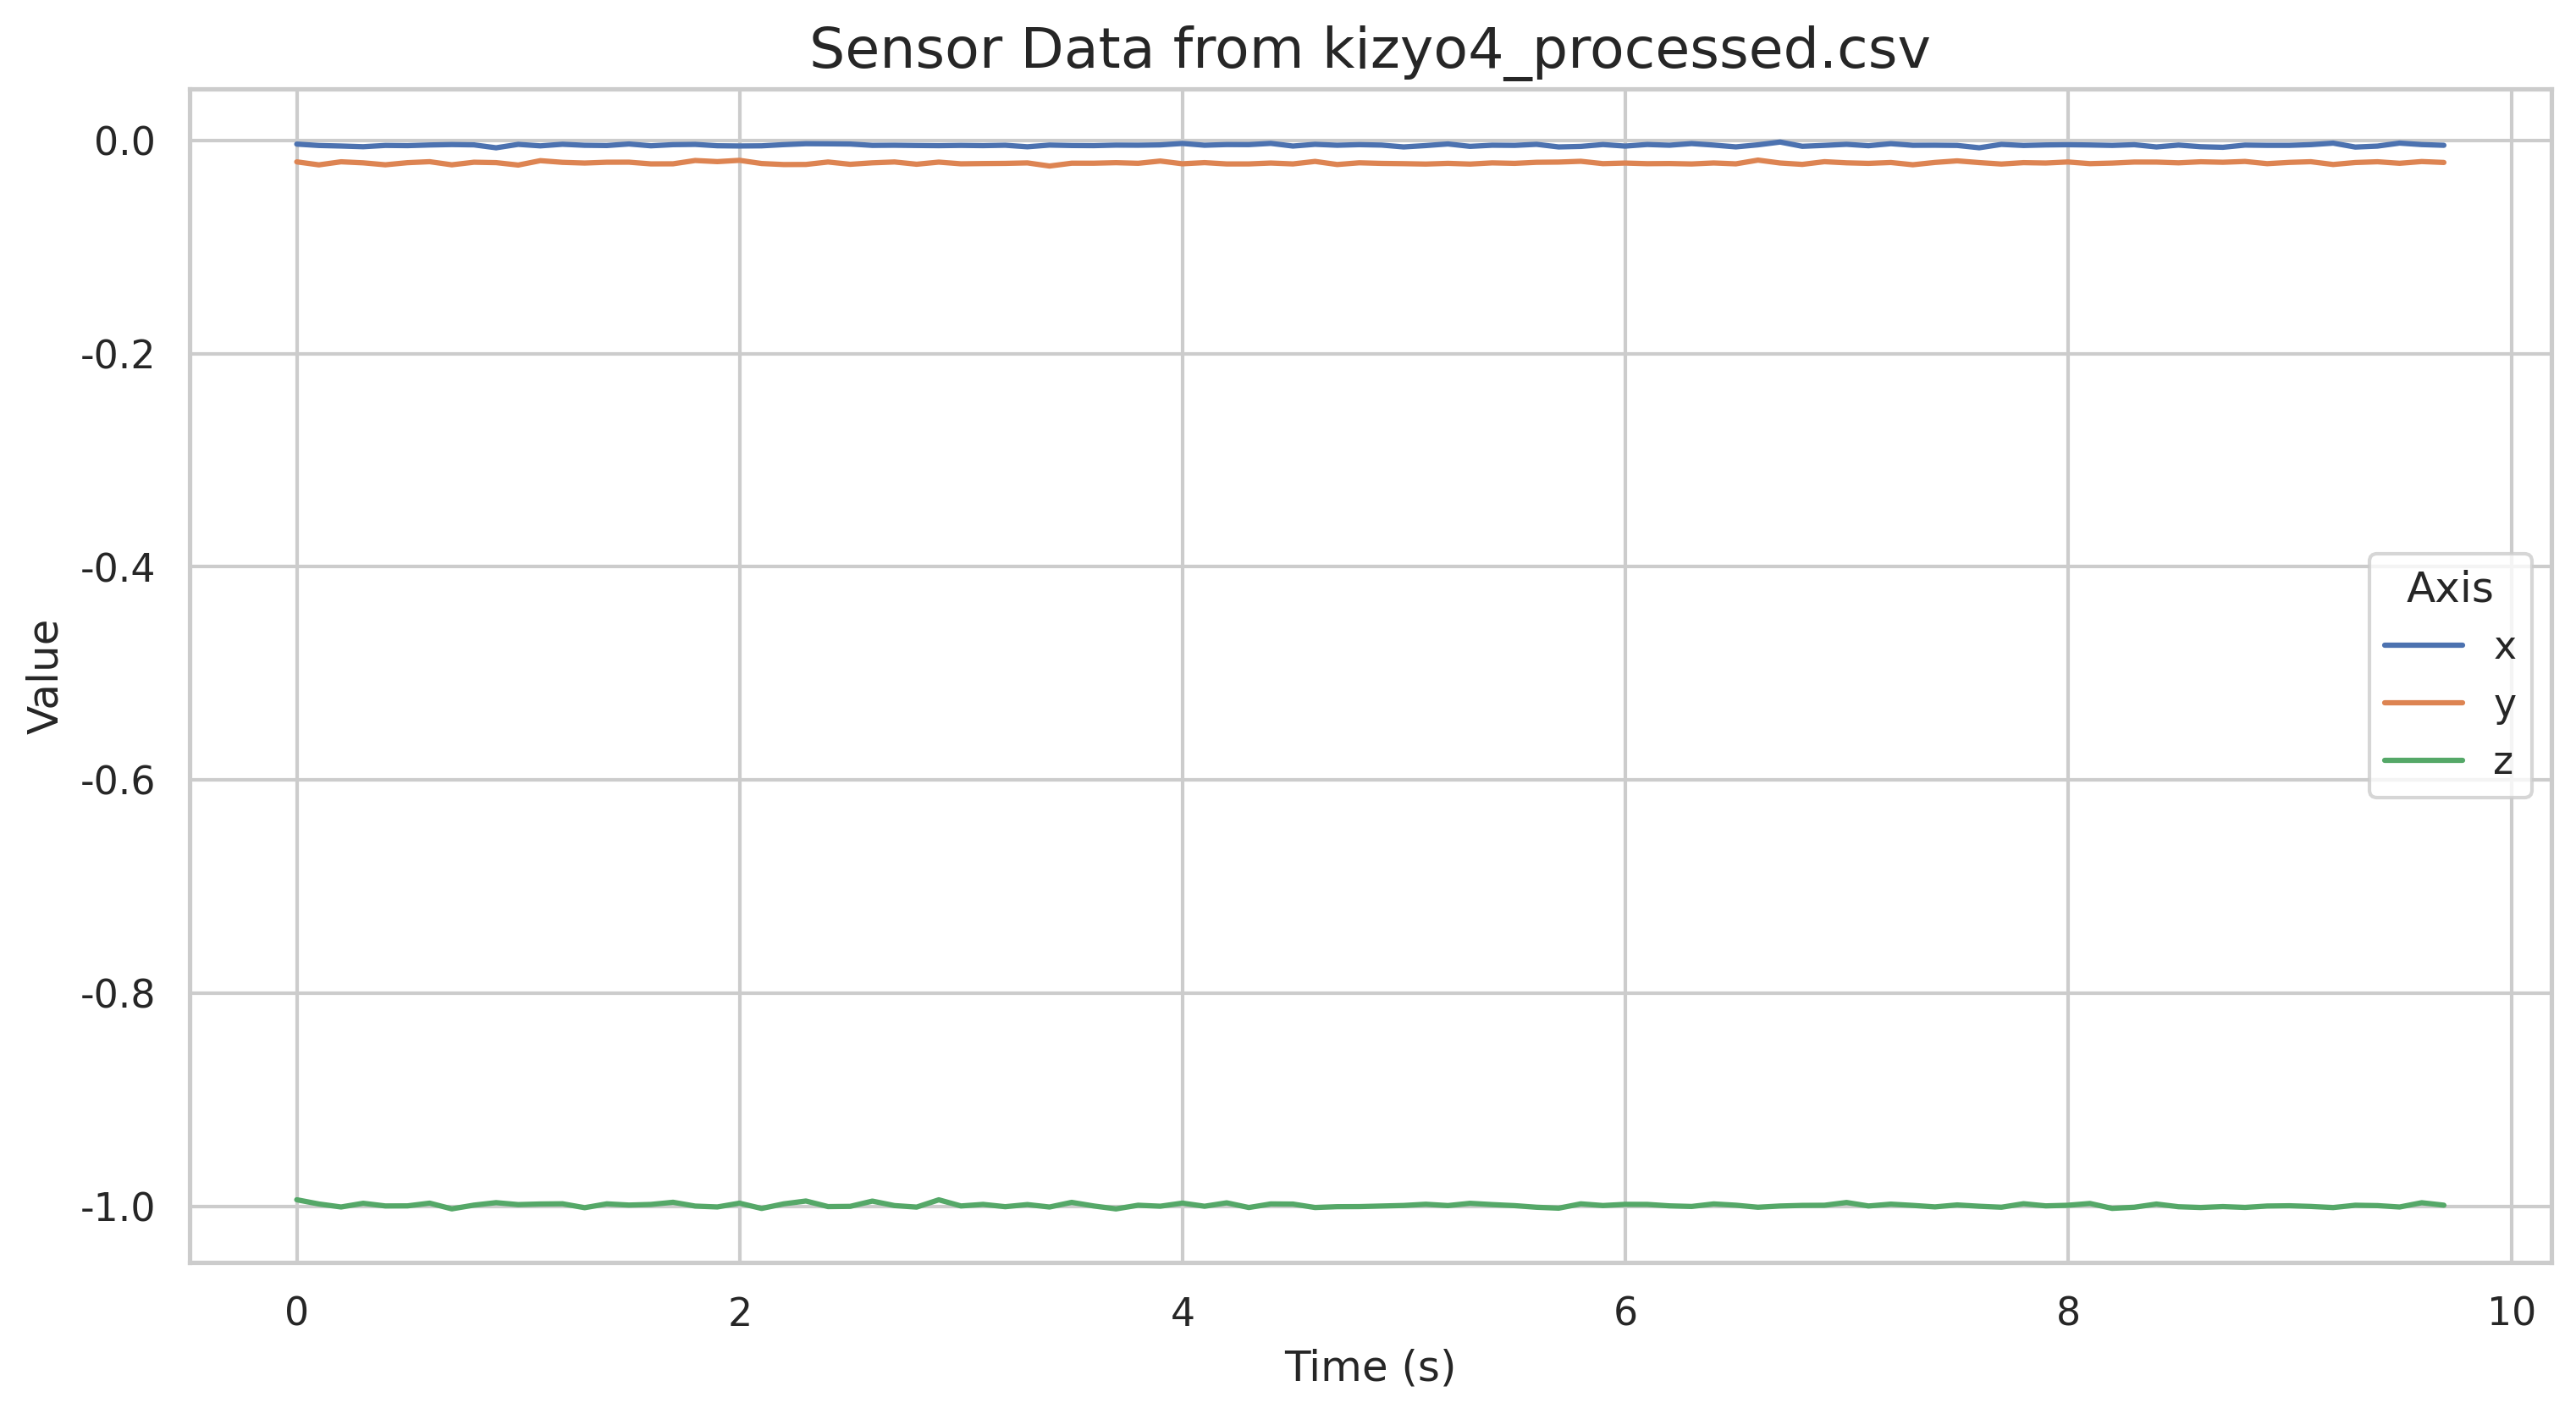 Sensor Data from kizyo4_processed.csv
0.0
-0.2
-0.4
-0.6
-0.8
-1.0
Value
Axis
x
y
z
0 2 4 6 8 10
Time (s)